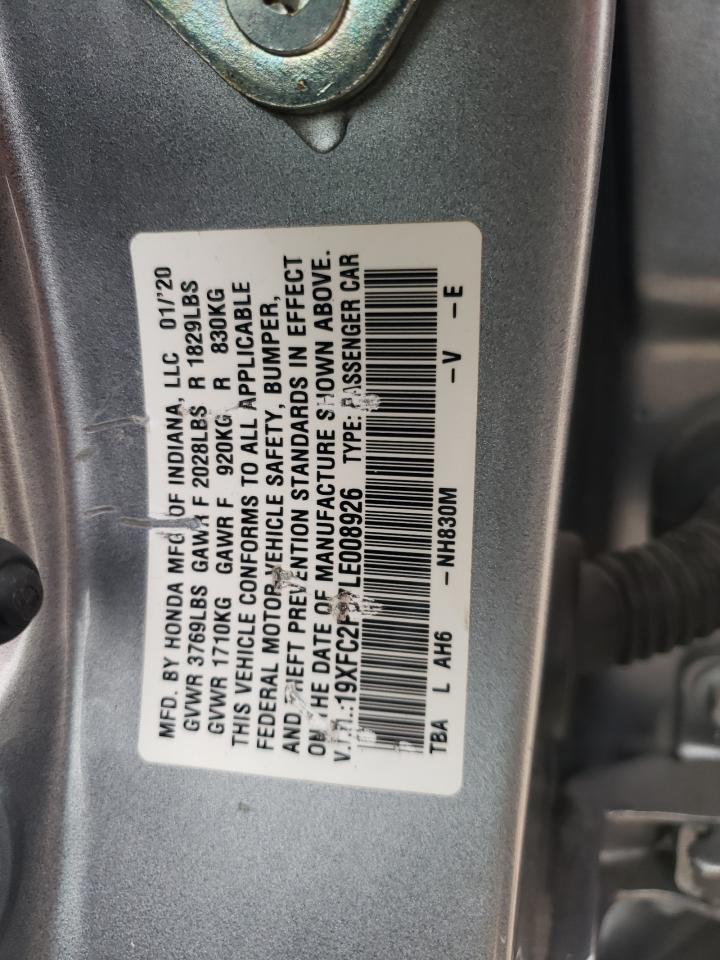 MFD. BY HONDA MFG OF INDIANA, LLC 01/'20
GVWR 3769LBS GAWR F 2028LBS R 1829LBS
GVWR 1710KG GAWR F 920KG R 830KG
THIS VEHICLE CONFORMS TO ALL APPLICABLE
FEDERAL MOTOR VEHICLE SAFETY, BUMPER,
AND THEFT PREVENTION STANDARDS IN EFFECT
ON THE DATE OF MANUFACTURE SHOWN ABOVE.
TYPE: PASSENGER CAR
TBA L AH6 -NH830M -V -E